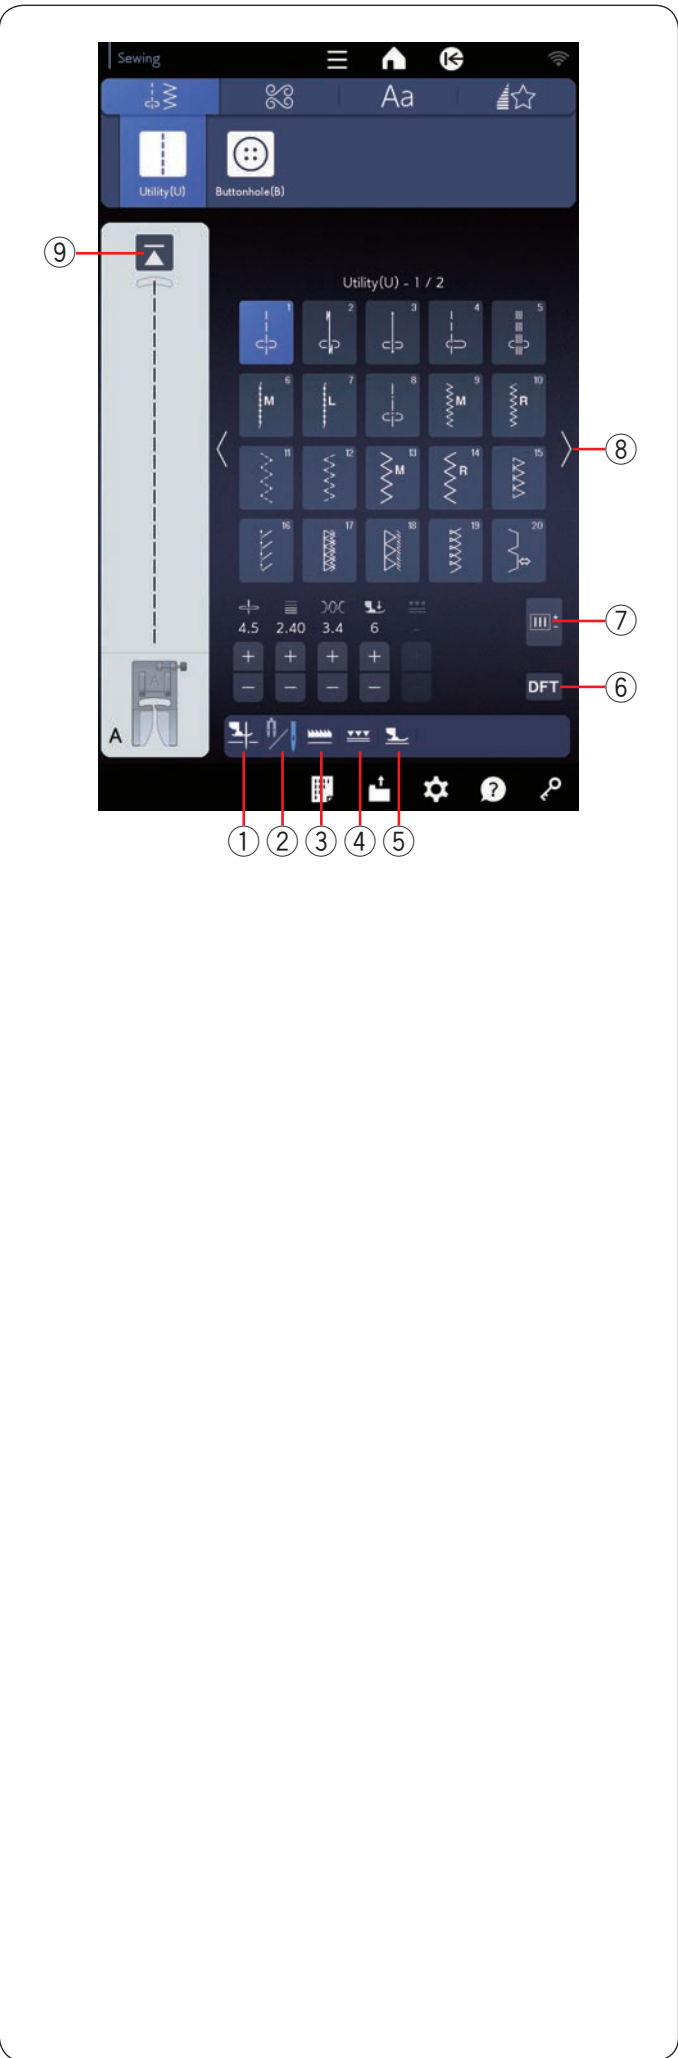 Sewing
Aa
Utility(U)
Buttonhole(B)
⑨
Utility(U) - 1 / 2
1 2 3 4 5
6 M 7 L 8 9 M 10 R
⑧
11 12 13 M 14 R 15
16 17 18 19 20
4.5 2.40 3.4 6 -
+ + + +
- - - -
⑦
DFT
⑥
A
?
① ② ③ ④ ⑤